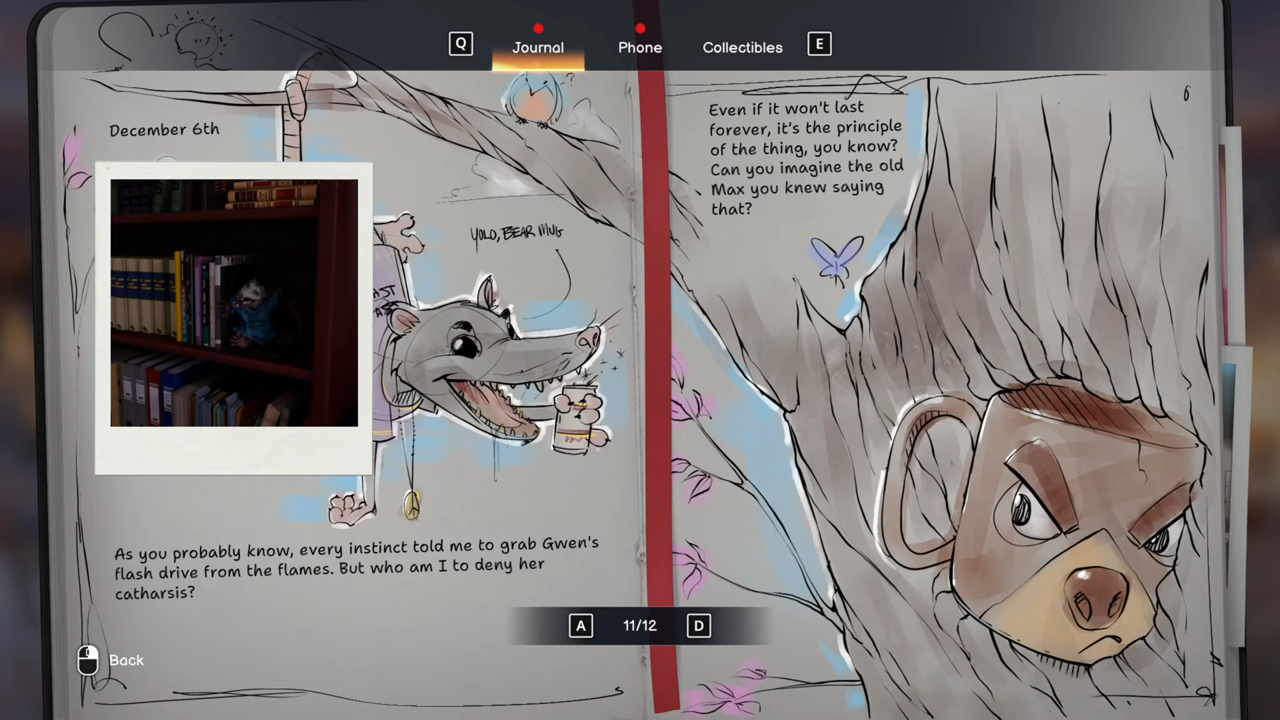 Q Journal Phone Collectibles E
December 6th
YOLO, BEAR MUG
As you probably know, every instinct told me to grab Gwen's
flash drive from the flames. But who am I to deny her
catharsis?
6
Even if it won't last
forever, it's the principle
of the thing, you know?
Can you imagine the old
Max you knew saying
that?
A 11/12 D
Back